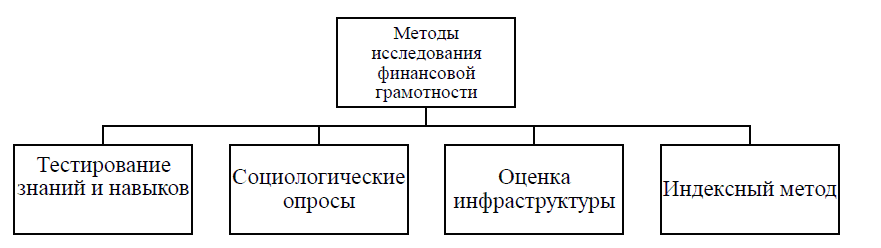 Методы
исследования
финансовой
грамотности
Тестирование
знаний и навыков
Социологические
опросы
Оценка
инфраструктуры
Индексный метод